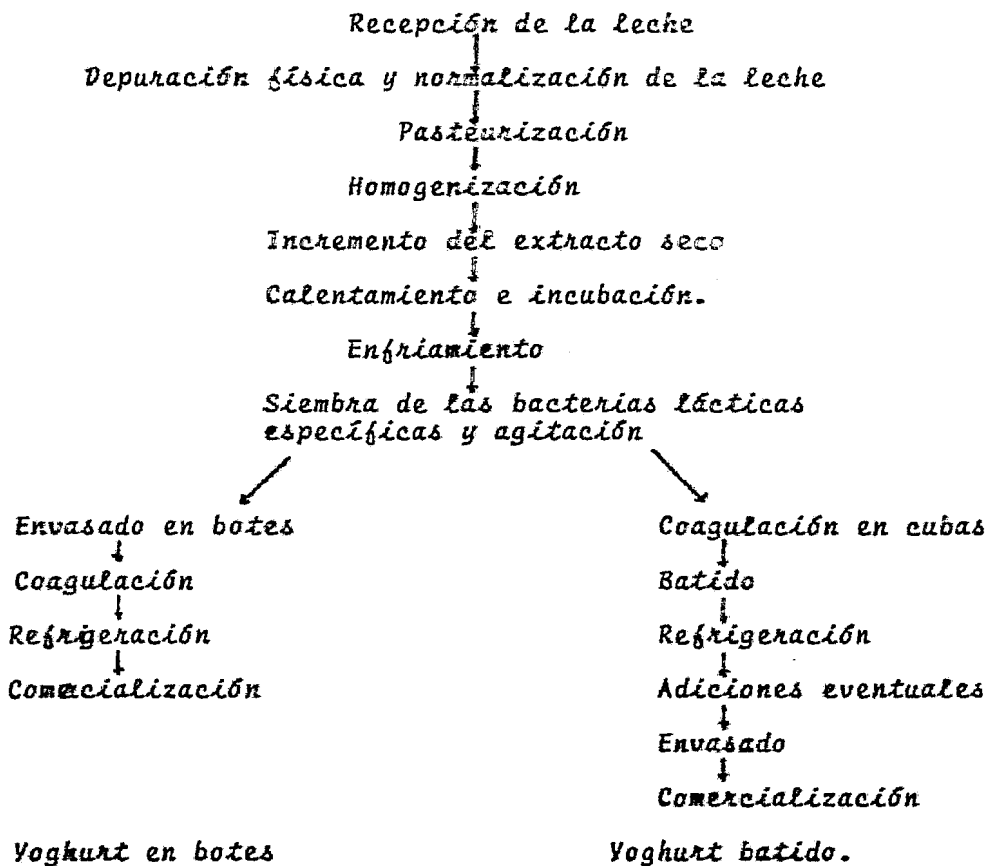 Recepción de la leche
Depuración física y normalización de la leche
Pasteurización
Homogenización
Incremento del extracto seco
Calentamiento e incubación.
Enfriamiento
Siembra de las bacterias lácticas
específicas y agitación
Envasado en botes
Coagulación
Refrigeración
Comercialización
Yoghurt en botes
Coagulación en cubas
Batido
Refrigeración
Adiciones eventuales
Envasado
Comercialización
Yoghurt batido.